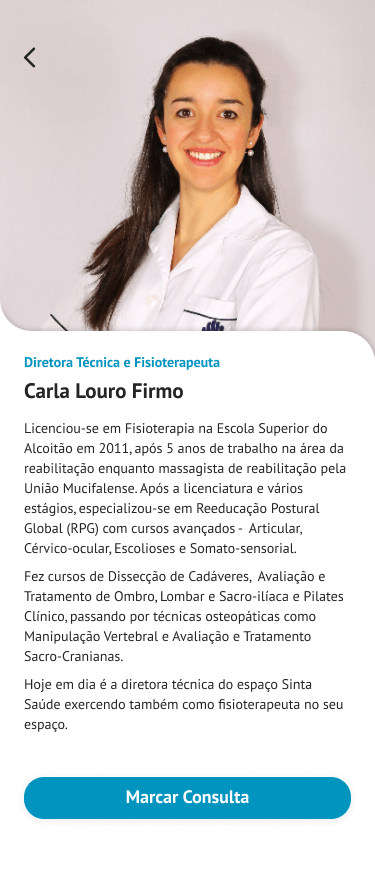 Diretora Técnica e Fisioterapeuta
Carla Louro Firmo
Licenciou-se em Fisioterapia na Escola Superior do
Alcoitão em 2011, após 5 anos de trabalho na área da
reabilitação enquanto massagista de reabilitação pela
União Mucifalense. Após a licenciatura e vários
estágios, especializou-se em Reeducação Postural
Global (RPG) com cursos avançados - Articular,
Cérvico-ocular, Escolioses e Somato-sensorial.
Fez cursos de Dissecção de Cadáveres, Avaliação e
Tratamento de Ombro, Lombar e Sacro-ilíaca e Pilates
Clínico, passando por técnicas osteopáticas como
Manipulação Vertebral e Avaliação e Tratamento
Sacro-Cranianas.
Hoje em dia é a diretora técnica do espaço Sinta
Saúde exercendo também como fisioterapeuta no seu
espaço.
Marcar Consulta